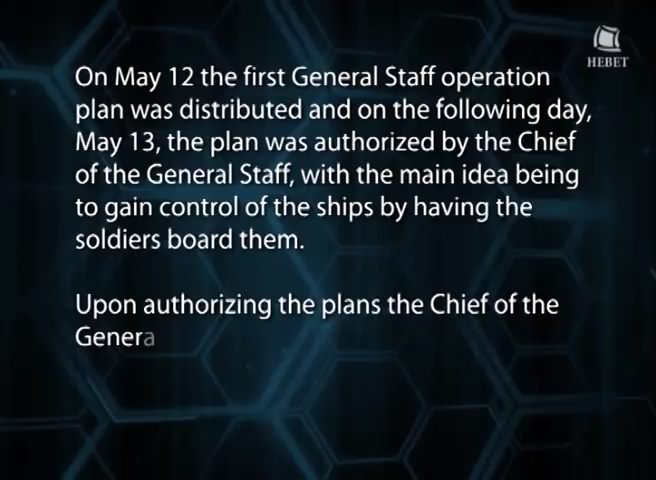 HEBET
On May 12 the first General Staff operation
plan was distributed and on the following day,
May 13, the plan was authorized by the Chief
of the General Staff, with the main idea being
to gain control of the ships by having the
soldiers board them.
Upon authorizing the plans the Chief of the
Genera